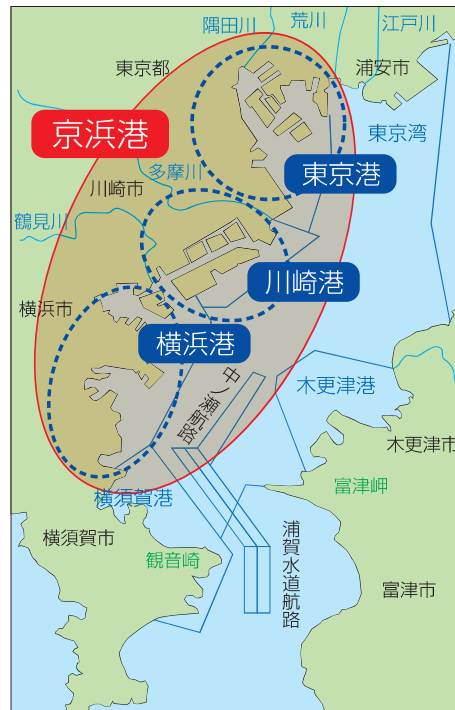 隅田川
荒川
江戸川
東京都
浦安市
京浜港
東京湾
東京港
多摩川
川崎市
鶴見川
川崎港
横浜市
横浜港
中ノ瀬航路
木更津港
木更津市
横須賀港
富津岬
浦賀水道航路
横須賀市
観音崎
富津市